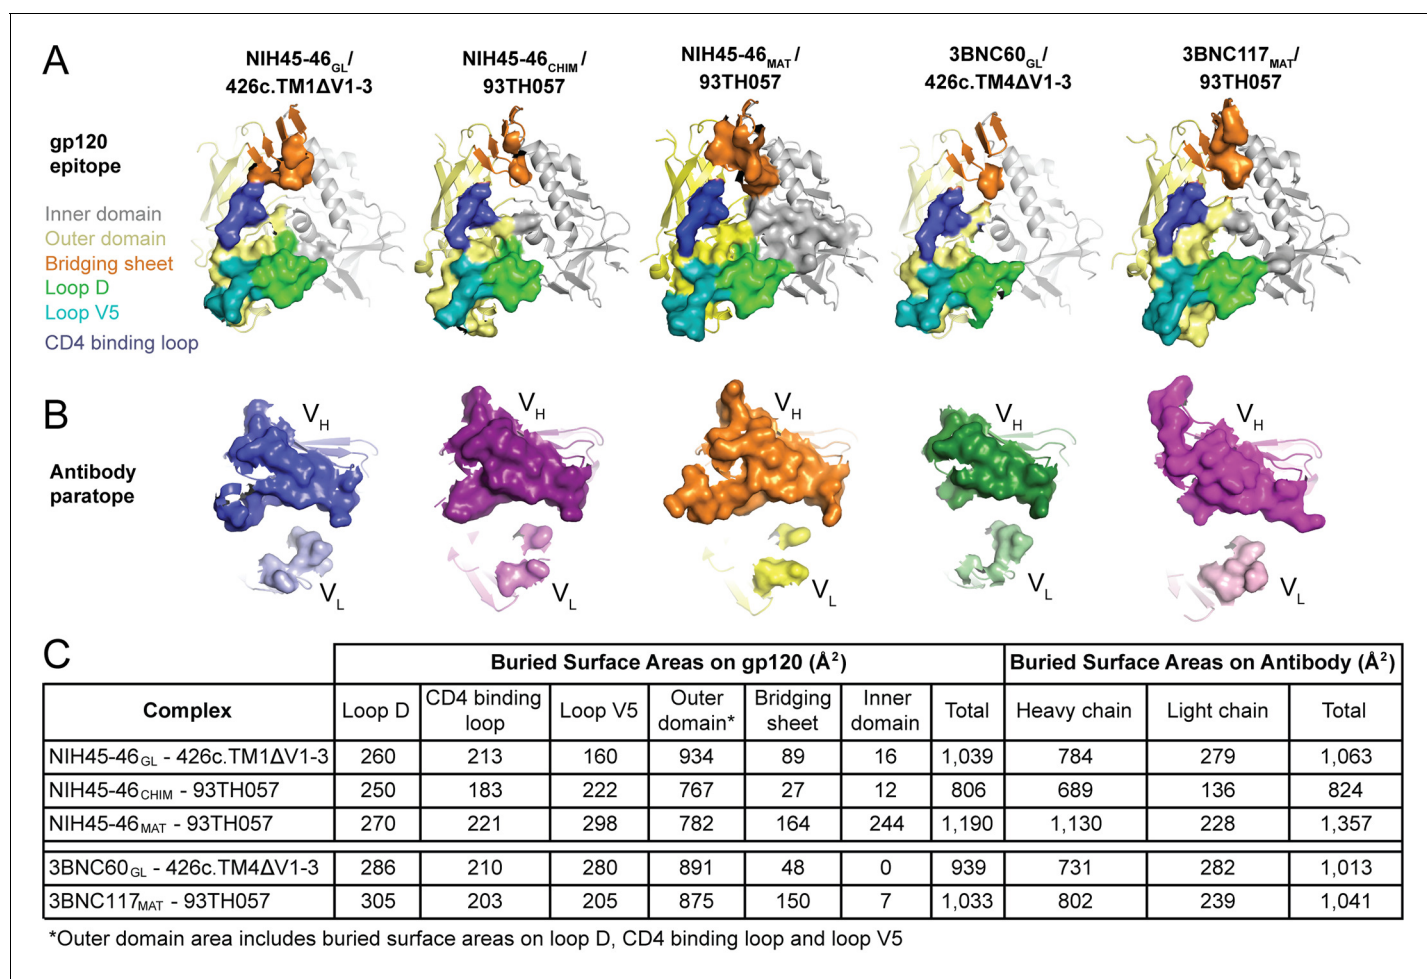 A
NIH45-46GL/
426c.TM1ΔV1-3
NIH45-46CHIM/
93TH057
NIH45-46MAT/
93TH057
3BNC60GL/
426c.TM4ΔV1-3
3BNC117MAT/
93TH057
gp120
epitope
Inner domain
Outer domain
Bridging sheet
Loop D
Loop V5
CD4 binding loop
B
Antibody
paratope
VH
VL
VH
VL
VH
VL
VH
VL
VH
VL
C
Buried Surface Areas on gp120 (Å2) Buried Surface Areas on Antibody (Å2)
Complex Loop D CD4 binding loop Loop V5 Outer domain* Bridging sheet Inner domain Total Heavy chain Light chain Total
NIH45-46GL - 426c.TM1ΔV1-3 260 213 160 934 89 16 1,039 784 279 1,063
NIH45-46CHIM - 93TH057 250 183 222 767 27 12 806 689 136 824
NIH45-46MAT - 93TH057 270 221 298 782 164 244 1,190 1,130 228 1,357
3BNC60GL - 426c.TM4ΔV1-3 286 210 280 891 48 0 939 731 282 1,013
3BNC117MAT - 93TH057 305 203 205 875 150 7 1,033 802 239 1,041
*Outer domain area includes buried surface areas on loop D, CD4 binding loop and loop V5